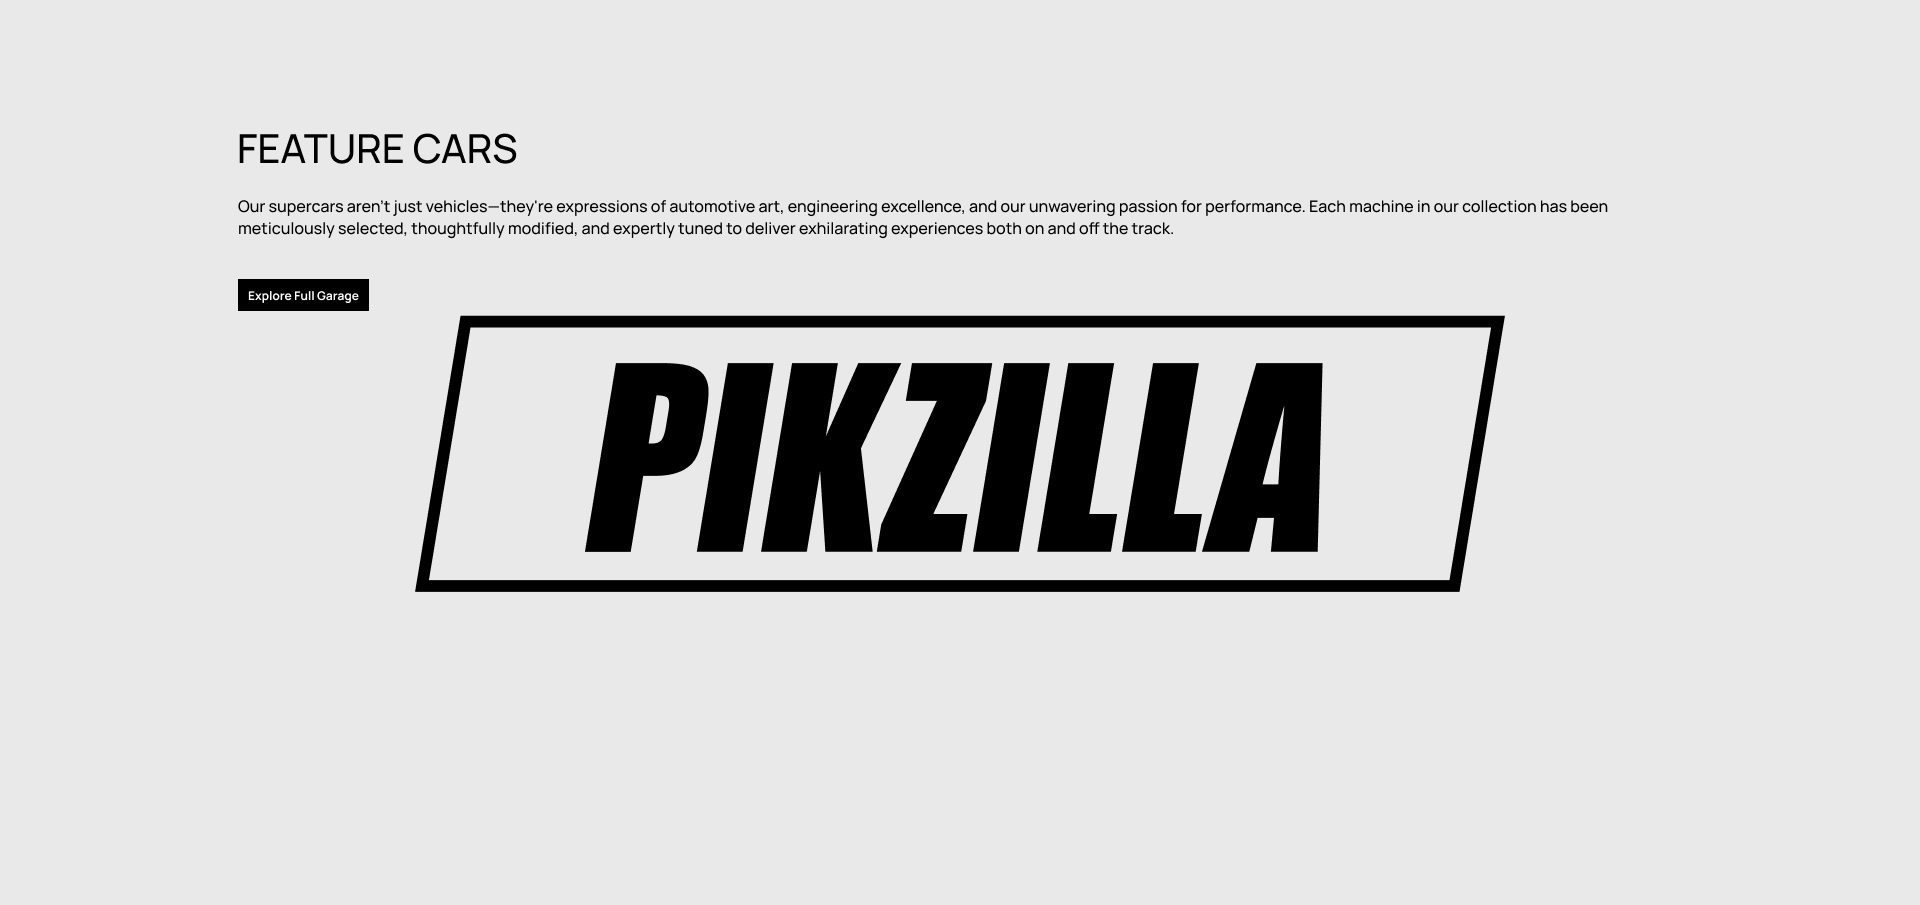 FEATURE CARS
Our supercars aren't just vehicles—they're expressions of automotive art, engineering excellence, and our unwavering passion for performance. Each machine in our collection has been
meticulously selected, thoughtfully modified, and expertly tuned to deliver exhilarating experiences both on and off the track.
Explore Full Garage
PIKZILLA